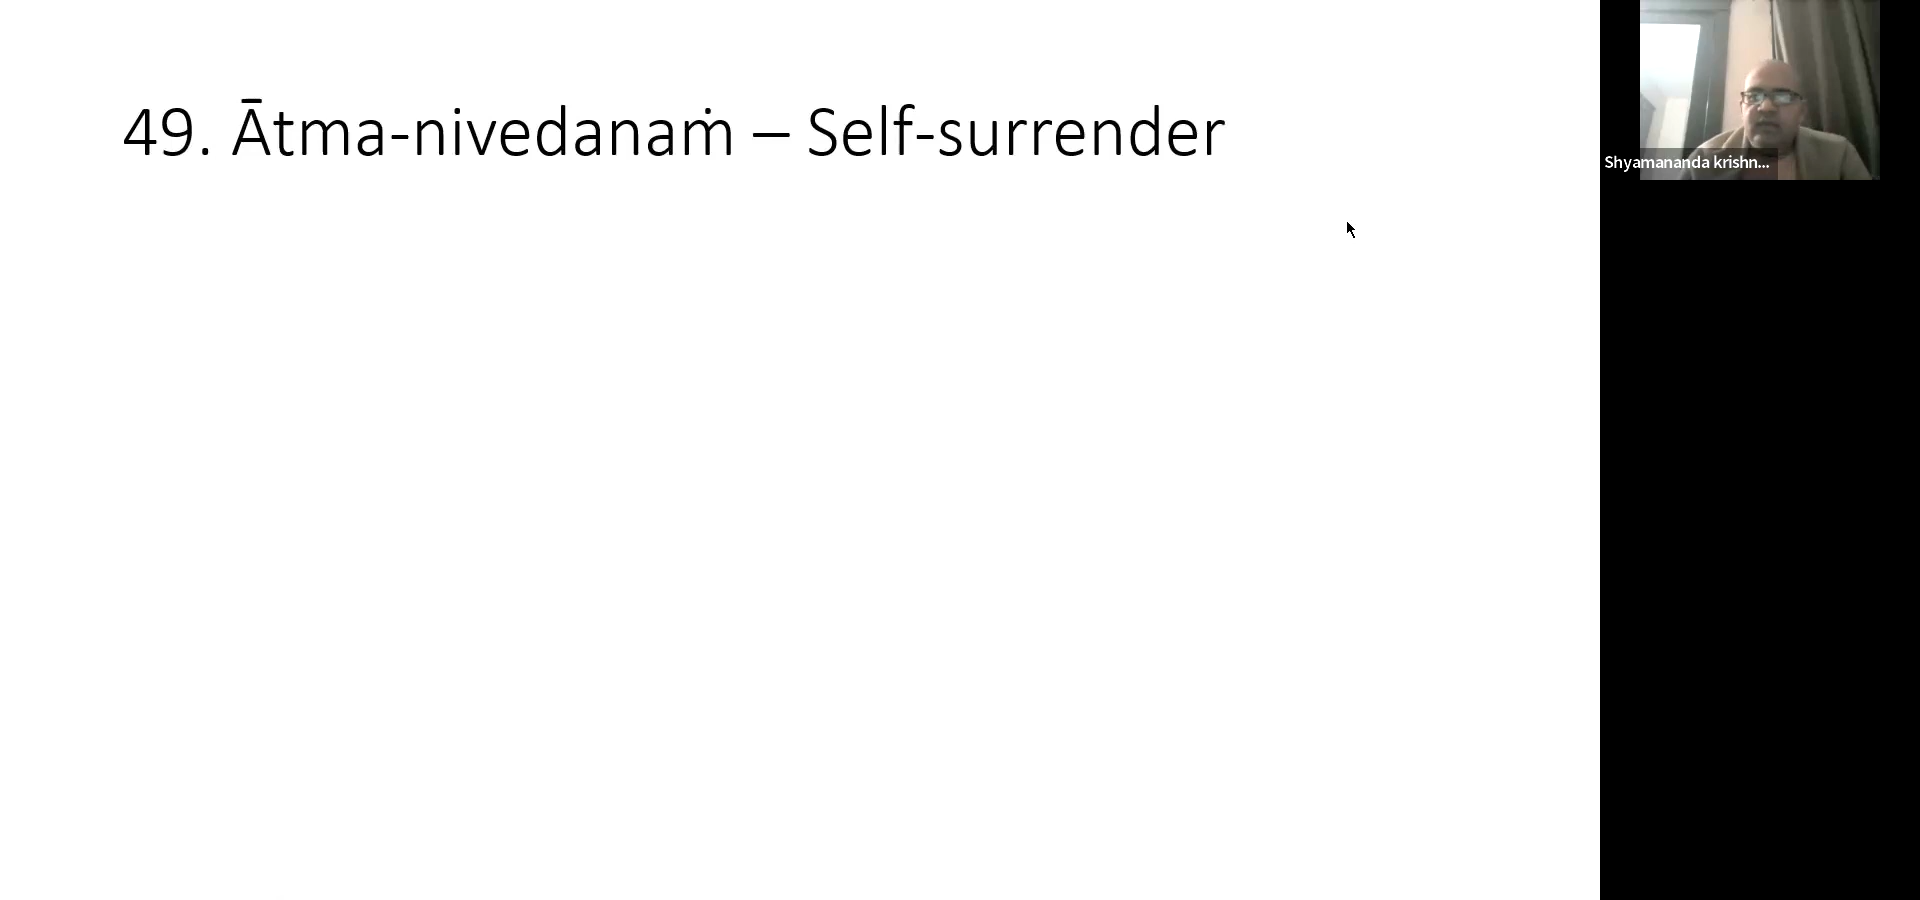 49. Ātma-nivedanaṁ – Self-surrender
Shyamananda krishn...